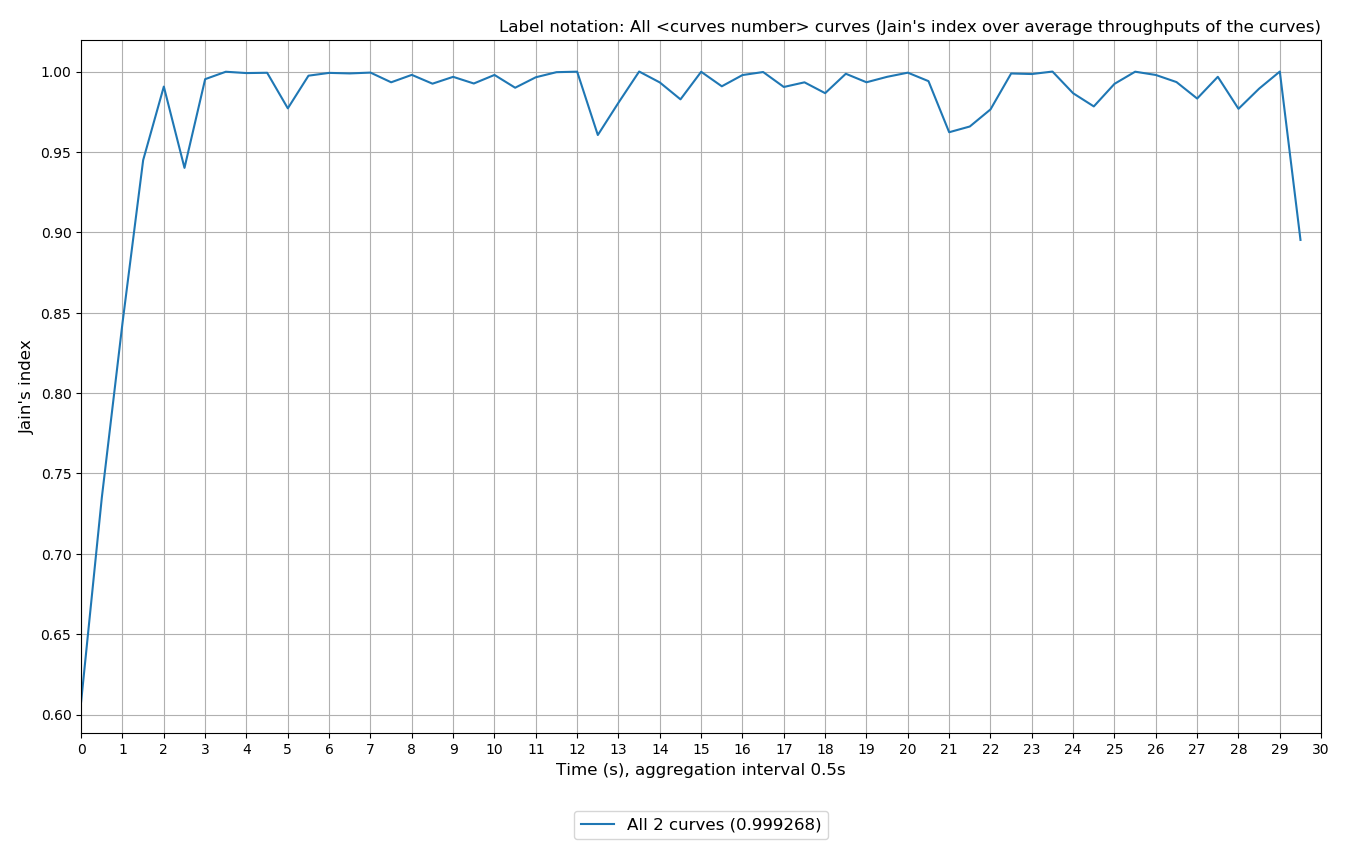 Label notation: All <curves number> curves (Jain's index over average throughputs of the curves)
1.00
0.95
0.90
0.85
0.80
0.75
0.70
0.65
0.60
Jain's index
0 1 2 3 4 5 6 7 8 9 10 11 12 13 14 15 16 17 18 19 20 21 22 23 24 25 26 27 28 29 30
Time (s), aggregation interval 0.5s
All 2 curves (0.999268)